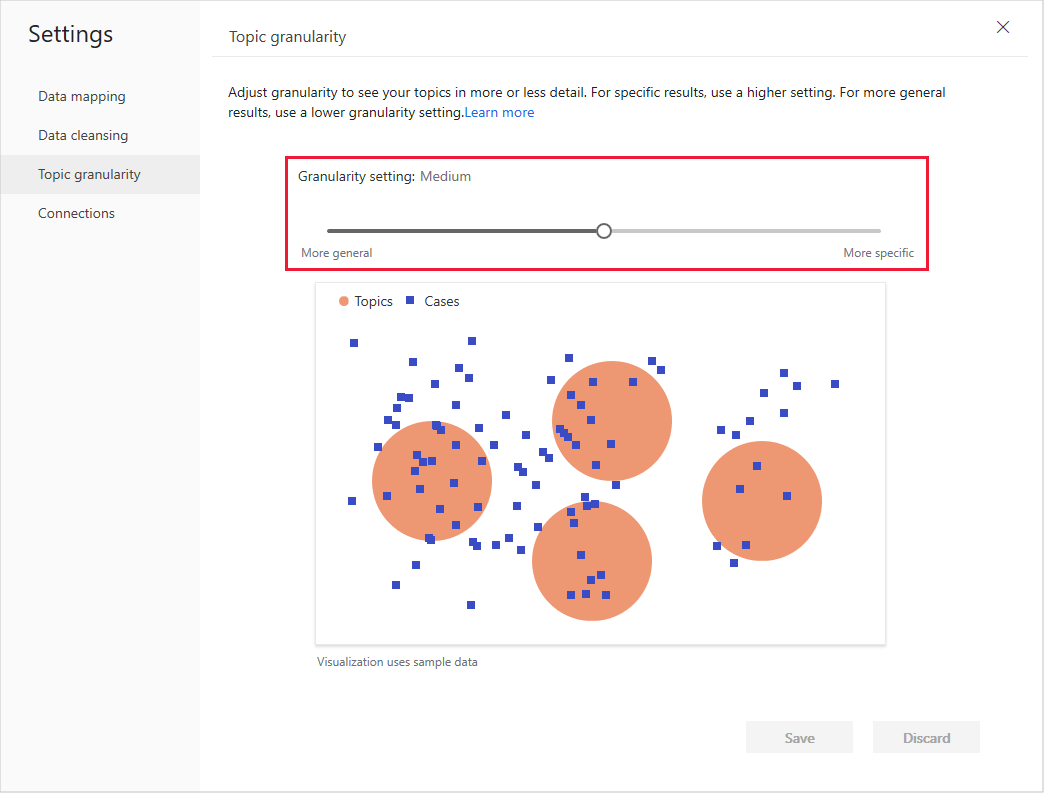 Settings
Topic granularity
Data mapping
Data cleansing
Topic granularity
Connections
Adjust granularity to see your topics in more or less detail. For specific results, use a higher setting. For more general
results, use a lower granularity setting.Learn more
Granularity setting: Medium
More general
More specific
Topics Cases
Visualization uses sample data
Save
Discard